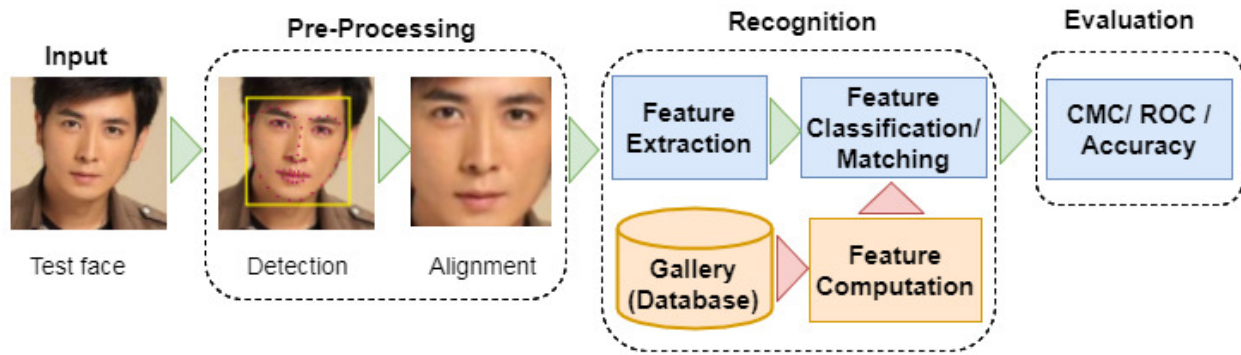 Input
Test face
Pre-Processing
Detection
Alignment
Recognition
Feature
Extraction
Feature
Classification/
Matching
Gallery
(Database)
Feature
Computation
Evaluation
CMC/ ROC /
Accuracy